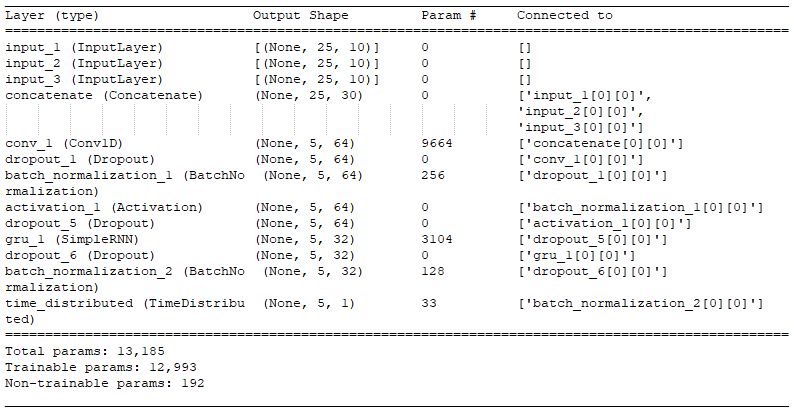 Layer (type) Output Shape Param # Connected to
input_1 (InputLayer) [(None, 25, 10)] 0 []
input_2 (InputLayer) [(None, 25, 10)] 0 []
input_3 (InputLayer) [(None, 25, 10)] 0 []
concatenate (Concatenate) (None, 25, 30) 0 ['input_1[0][0]',
'input_2[0][0]',
'input_3[0][0]']
conv_1 (Conv1D) (None, 5, 64) 9664 ['concatenate[0][0]']
dropout_1 (Dropout) (None, 5, 64) 0 ['conv_1[0][0]']
batch_normalization_1 (BatchNo (None, 5, 64) 256 ['dropout_1[0][0]']
rmalization)
activation_1 (Activation) (None, 5, 64) 0 ['batch_normalization_1[0][0]']
dropout_5 (Dropout) (None, 5, 64) 0 ['activation_1[0][0]']
gru_1 (SimpleRNN) (None, 5, 32) 3104 ['dropout_5[0][0]']
dropout_6 (Dropout) (None, 5, 32) 0 ['gru_1[0][0]']
batch_normalization_2 (BatchNo (None, 5, 32) 128 ['dropout_6[0][0]']
rmalization)
time_distributed (TimeDistribu (None, 5, 1) 33 ['batch_normalization_2[0][0]']
ted)
Total params: 13,185
Trainable params: 12,993
Non-trainable params: 192